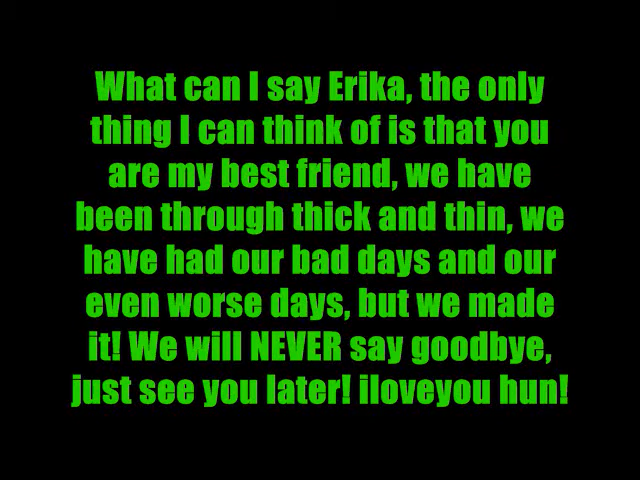 What can I say Erika, the only
thing I can think of is that you
are my best friend, we have
been through thick and thin, we
have had our bad days and our
even worse days, but we made
it! We will NEVER say goodbye,
just see you later! iloveyou hun!